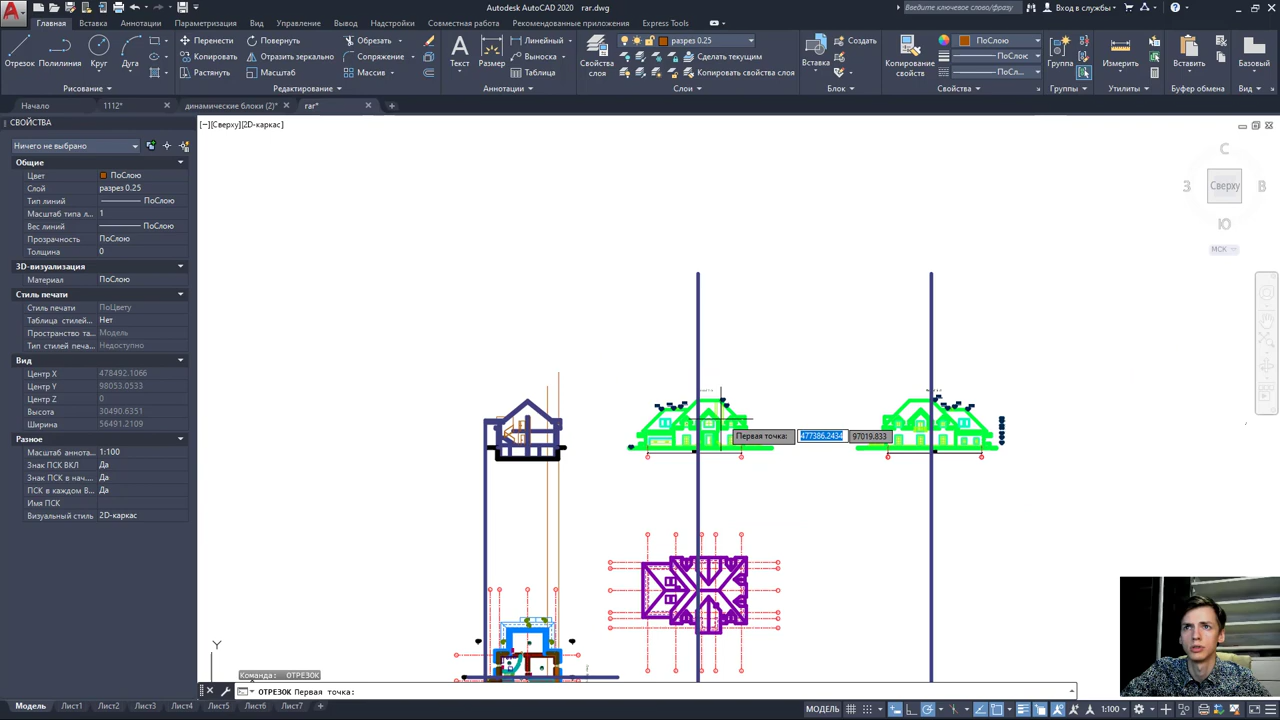 Autodesk AutoCAD 2020 rar.dwg
Введите ключевое слово/фразу
Вход в службы
Главная Вставка Аннотации Параметризация Вид Управление Вывод Надстройки Совместная работа Рекомендованные приложения Express Tools
Отрезок Полилиния Круг Дуга
Перенести Повернуть Обрезать
Копировать Отразить зеркально Сопряжение
Растянуть Масштаб Массив
Текст Размер
Линейный
Выноска
Таблица
Свойства слоя
разрез 0.25
Сделать текущим
Копировать свойства слоя
Вставка
Создать
Редактировать
Копирование свойств
ПоСлою
ПоСлою
ПоСл...
Группа Измерить Вставить Базовый
Рисование Редактирование Аннотации Слои Блок Свойства Группы Утилиты Буфер обмена Вид
Начало 1112* динамические блоки (2)* rar*
СВОЙСТВА
[−][Сверху][2D-каркас]
Ничего не выбрано
Общие
Цвет ПоСлою
Слой разрез 0.25
Тип линий ПоСлою
Масштаб типа л... 1
Вес линий ПоСлою
Прозрачность ПоСлою
Толщина 0
3D-визуализация
Материал ПоСлою
Стиль печати
Стиль печати ПоЦвету
Таблица стилей... Нет
Пространство та... Модель
Тип стилей печа... Недоступно
Вид
Центр X 478492.1066
Центр Y 98053.0533
Центр Z 0
Высота 30490.6351
Ширина 56491.2109
Разное
Масштаб аннота... 1:100
Знак ПСК ВКЛ Да
Знак ПСК в нач.... Да
ПСК в каждом В... Да
Имя ПСК
Визуальный стиль 2D-каркас
С
З Сверху В
Ю
МСК
Первая точка: 477386.2434 97019.833
Y
Команда: ОТРЕЗОК
ОТРЕЗОК Первая точка:
Модель Лист1 Лист2 Лист3 Лист4 Лист5 Лист6 Лист7 +
МОДЕЛЬ 1:100